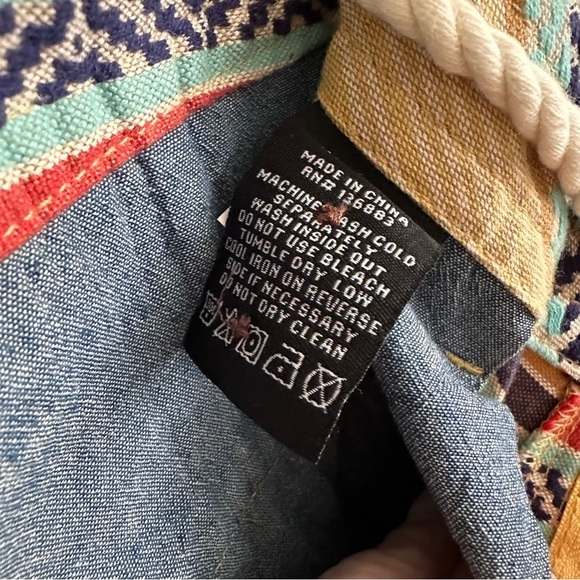 MADE IN CHINA
RN# 136883
MACHINE WASH COLD
SEPARATELY
WASH INSIDE OUT
DO NOT USE BLEACH
TUMBLE DRY LOW
COOL IRON ON REVERSE
SIDE IF NECESSARY
DO NOT DRY CLEAN